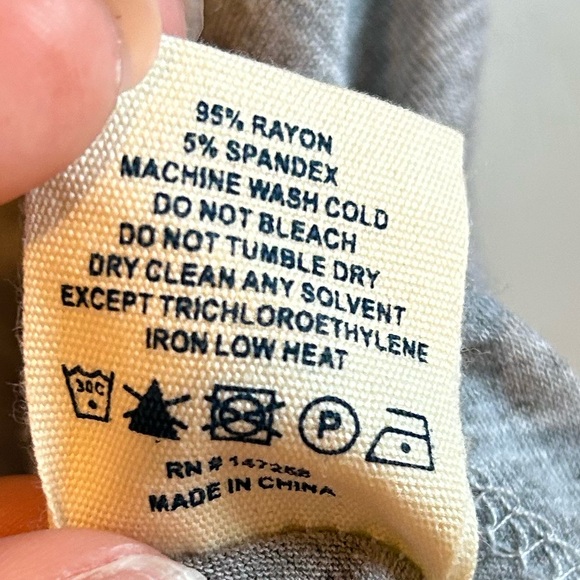 95% RAYON
5% SPANDEX
MACHINE WASH COLD
DO NOT BLEACH
DO NOT TUMBLE DRY
DRY CLEAN ANY SOLVENT
EXCEPT TRICHLOROETHYLENE
IRON LOW HEAT
30C P
RN #
MADE IN CHINA